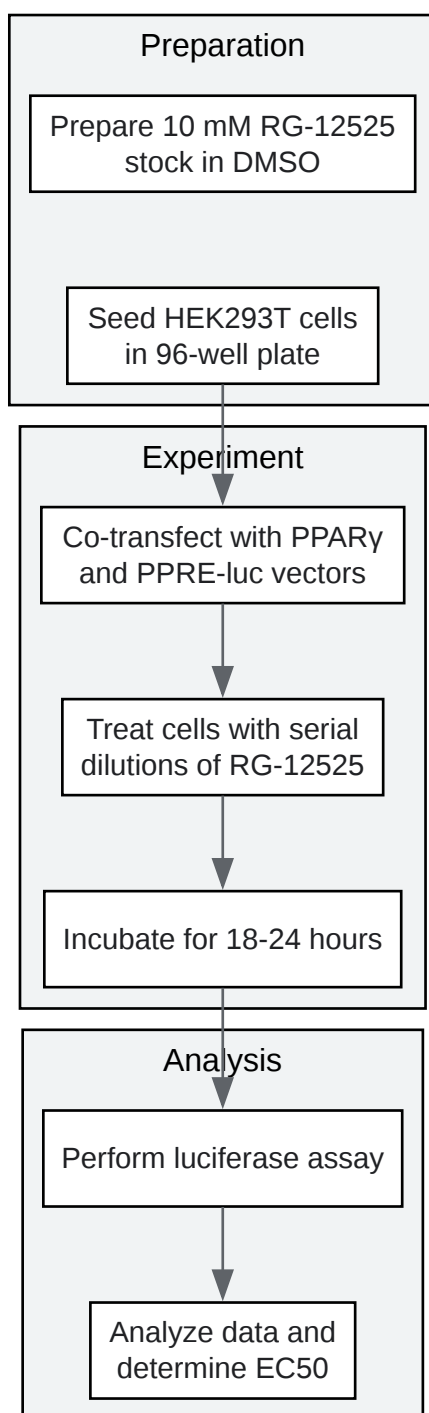 Preparation
Prepare 10 mM RG-12525
stock in DMSO
Seed HEK293T cells
in 96-well plate
Experiment
Co-transfect with PPARγ
and PPRE-luc vectors
Treat cells with serial
dilutions of RG-12525
Incubate for 18-24 hours
Analysis
Perform luciferase assay
Analyze data and
determine EC50